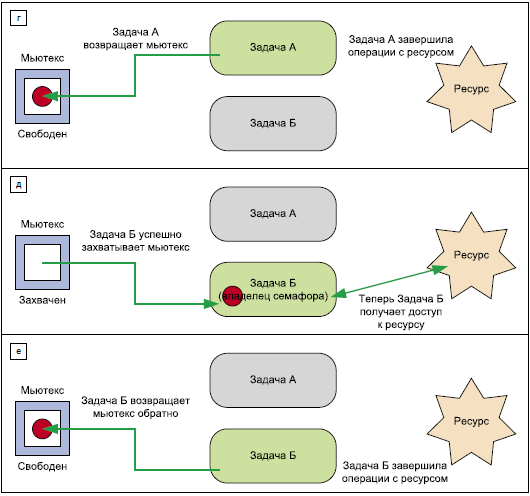 г
Задача А
возвращает мьютекс
Задача А
Задача А завершила
операции с ресурсом
Мьютекс
Свободен
Задача Б
Ресурс
д
Мьютекс
Захвачен
Задача Б успешно
захватывает мьютекс
Задача А
Задача Б
(владелец семафора)
Ресурс
Теперь Задача Б
получает доступ
к ресурсу
е
Мьютекс
Свободен
Задача Б возвращает
мьютекс обратно
Задача А
Задача Б
Ресурс
Задача Б завершила
операции с ресурсом